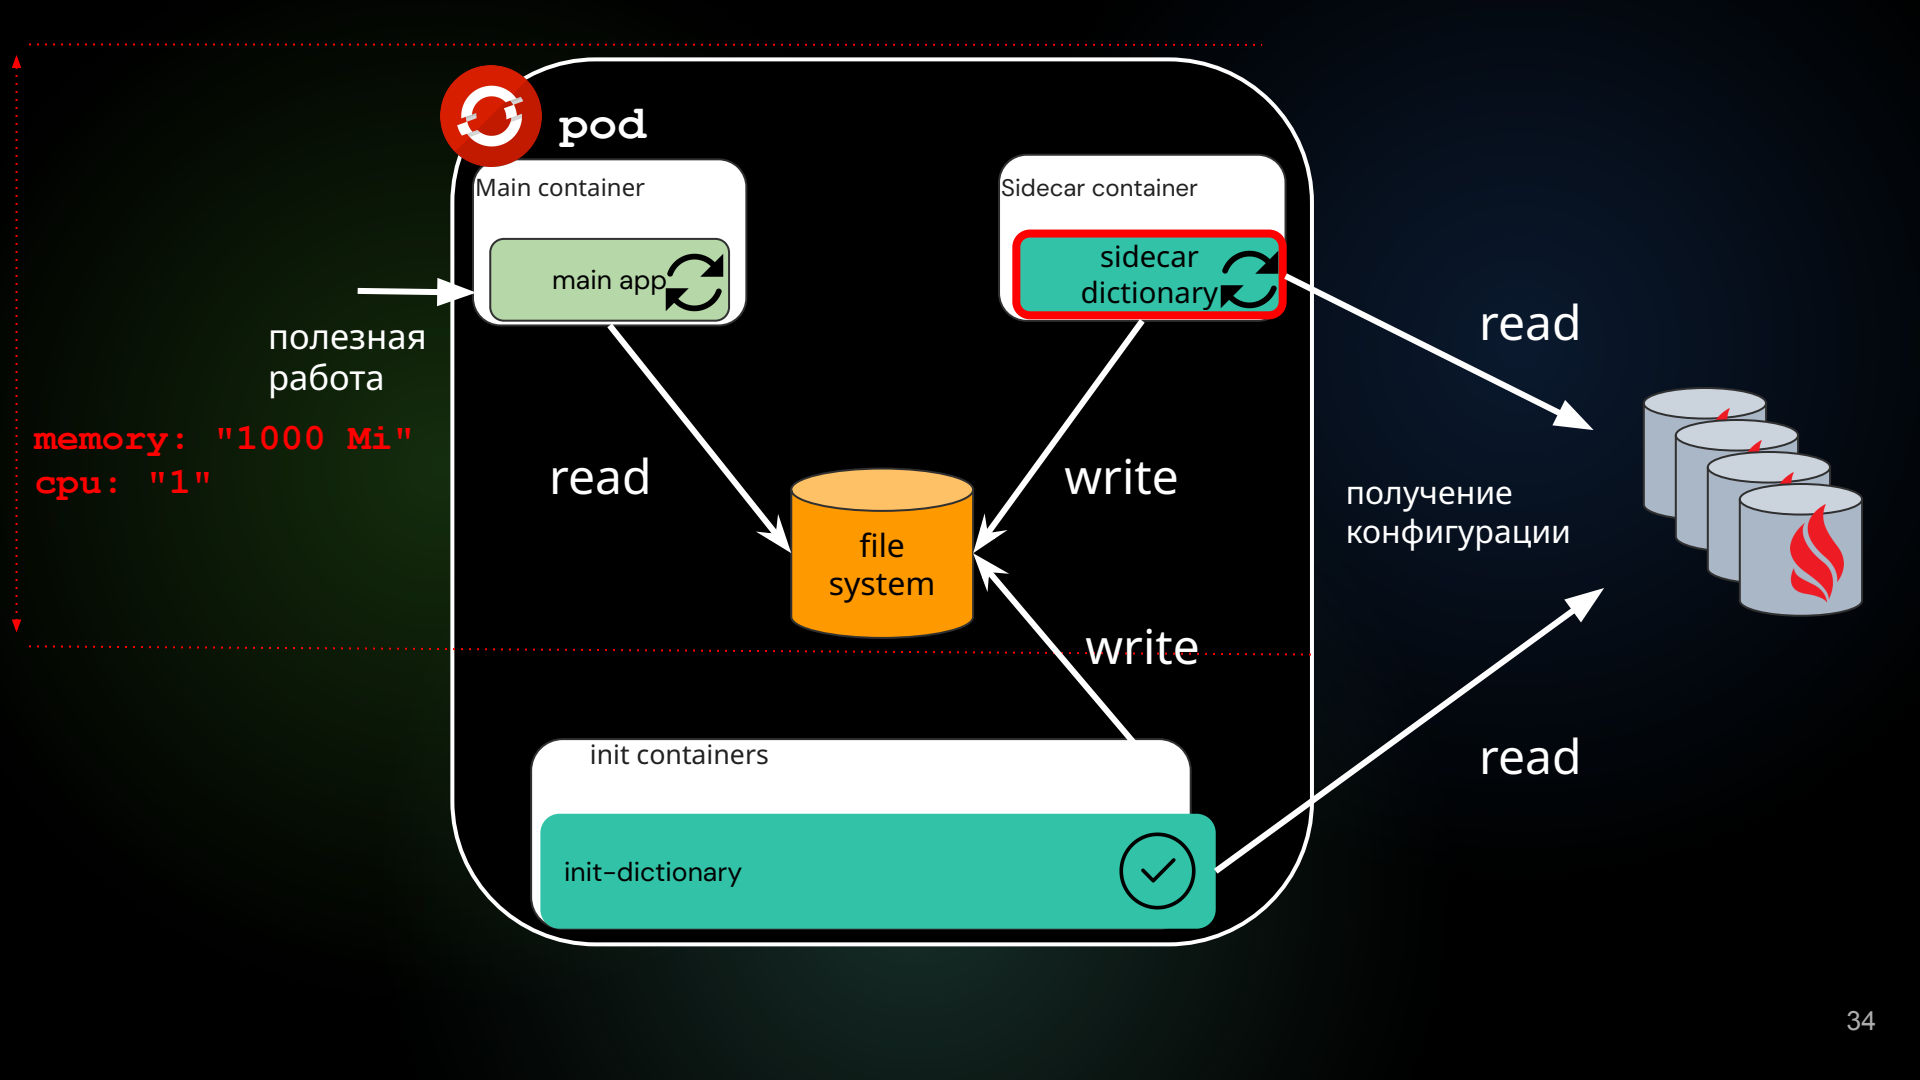 pod
Main container
main app
Sidecar container
sidecar
dictionary
полезная
работа
memory: "1000 Mi"
cpu: "1"
read
write
read
file
system
получение
конфигурации
write
init containers
init-dictionary
read
34